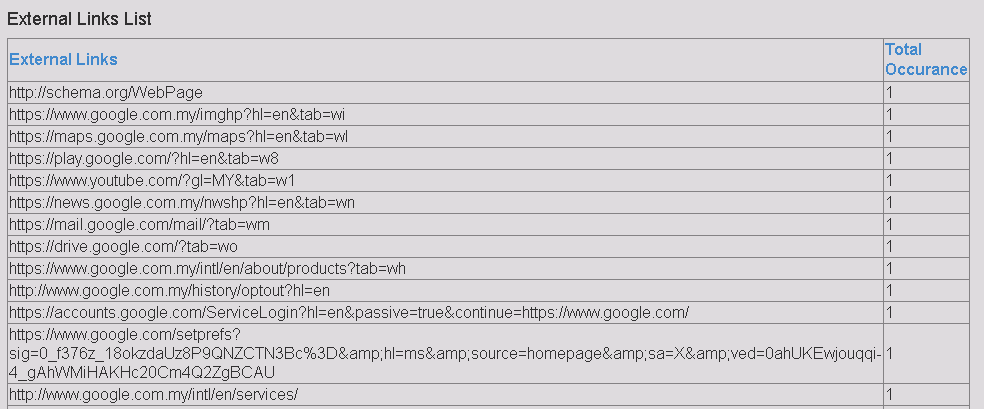 External Links List
External Links
Total
Occurance
http://schema.org/WebPage 1
https://www.google.com.my/imghp?hl=en&tab=wi 1
https://maps.google.com.my/maps?hl=en&tab=wl 1
https://play.google.com/?hl=en&tab=w8 1
https://www.youtube.com/?gl=MY&tab=w1 1
https://news.google.com.my/nwshp?hl=en&tab=wn 1
https://mail.google.com/mail/?tab=wm 1
https://drive.google.com/?tab=wo 1
https://www.google.com.my/intl/en/about/products?tab=wh 1
http://www.google.com.my/history/optout?hl=en 1
https://accounts.google.com/ServiceLogin?hl=en&passive=true&continue=https://www.google.com/ 1
https://www.google.com/setprefs?
sig=0_f376z_18okzdaUz8P9QNZCTN3Bc%3D&amp;hl=ms&amp;source=homepage&amp;sa=X&amp;ved=0ahUKEwjouqqi- 1
4_gAhWMiHAKHc20Cm4Q2ZgBCAU
http://www.google.com.my/intl/en/services/ 1